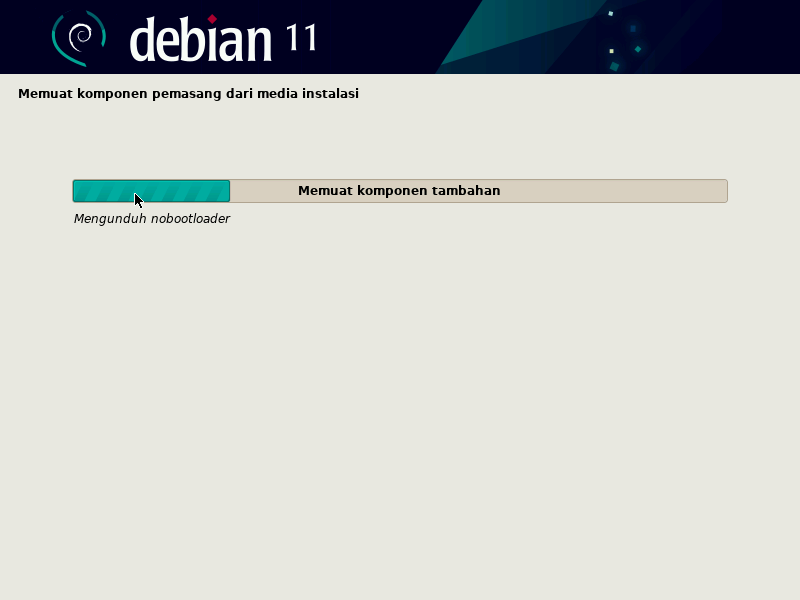 debian 11
Memuat komponen pemasang dari media instalasi
Memuat komponen tambahan
Mengunduh nobootloader